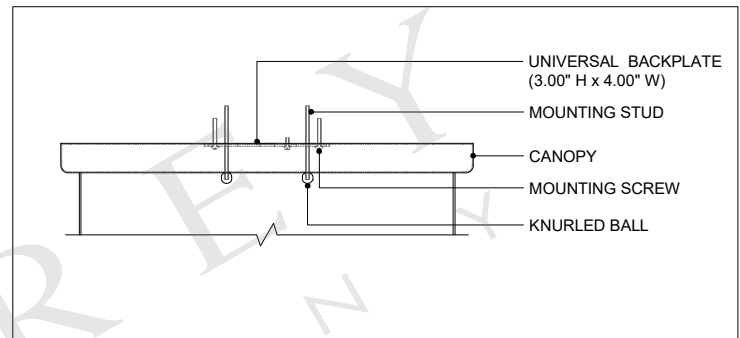 UNIVERSAL BACKPLATE
(3.00" H x 4.00" W)
MOUNTING STUD
CANOPY
MOUNTING SCREW
KNURLED BALL
R E Y
N Y